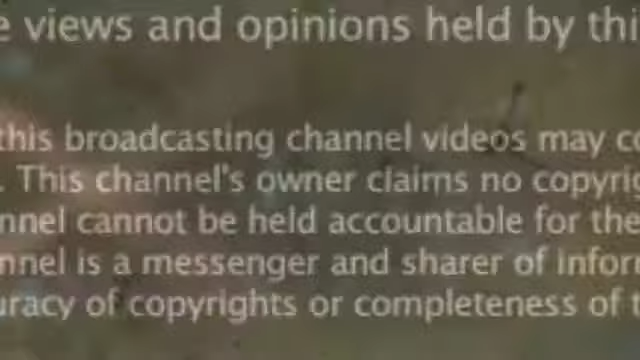 e views and opinions held by thi
this broadcasting channel videos may co
. This channel's owner claims no copyrig
nnel cannot be held accountable for the
nnel is a messenger and sharer of inform
uracy of copyrights or completeness of t